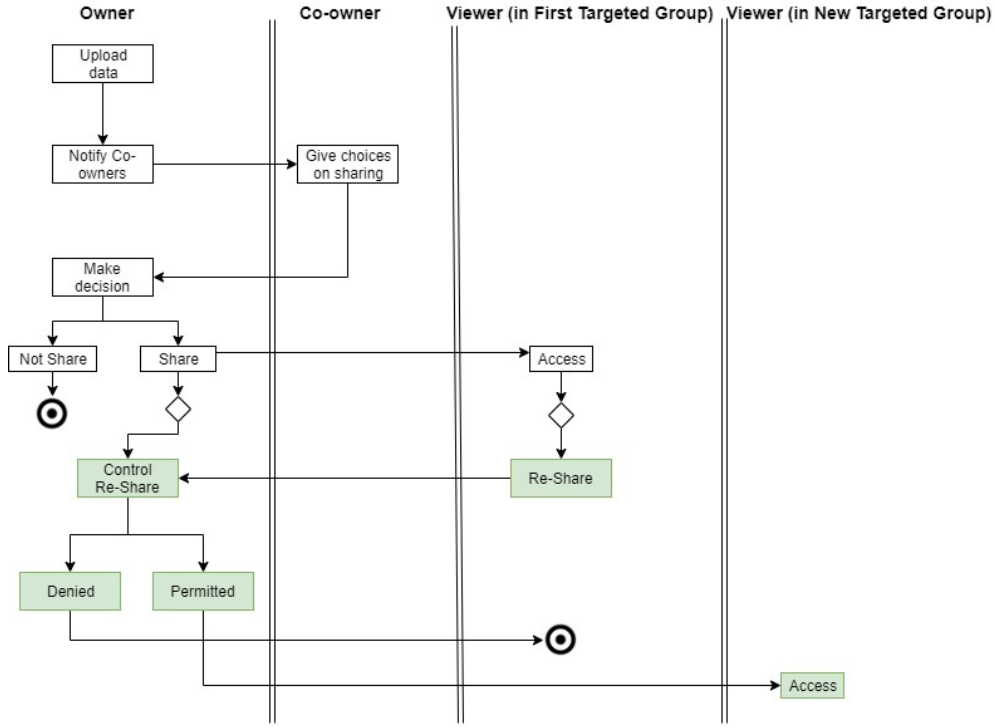 Owner
Co-owner
Viewer (in First Targeted Group)
Viewer (in New Targeted Group)
Upload
data
Notify Co-
owners
Give choices
on sharing
Make
decision
Not Share
Share
Access
Control
Re-Share
Re-Share
Denied
Permitted
Access